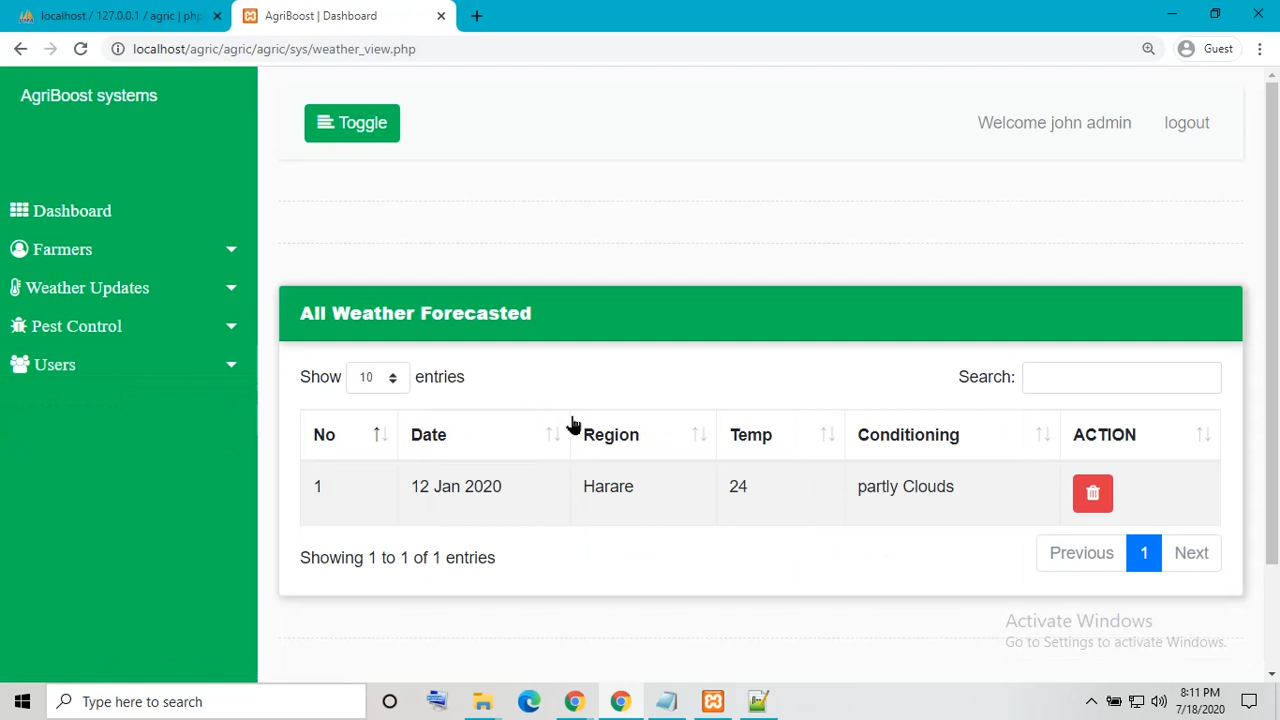 localhost / 127.0.0.1 / agric | php
AgriBoost | Dashboard
localhost/agric/agric/agric/sys/weather_view.php
Guest
AgriBoost systems
Toggle
Welcome john admin
logout
Dashboard
Farmers
Weather Updates
Pest Control
Users
All Weather Forecasted
Show 10 entries
Search:
No Date Region Temp Conditioning ACTION
1 12 Jan 2020 Harare 24 partly Clouds
Showing 1 to 1 of 1 entries
Previous 1 Next
Activate Windows
Go to Settings to activate Windows.
Type here to search
8:11 PM
7/18/2020